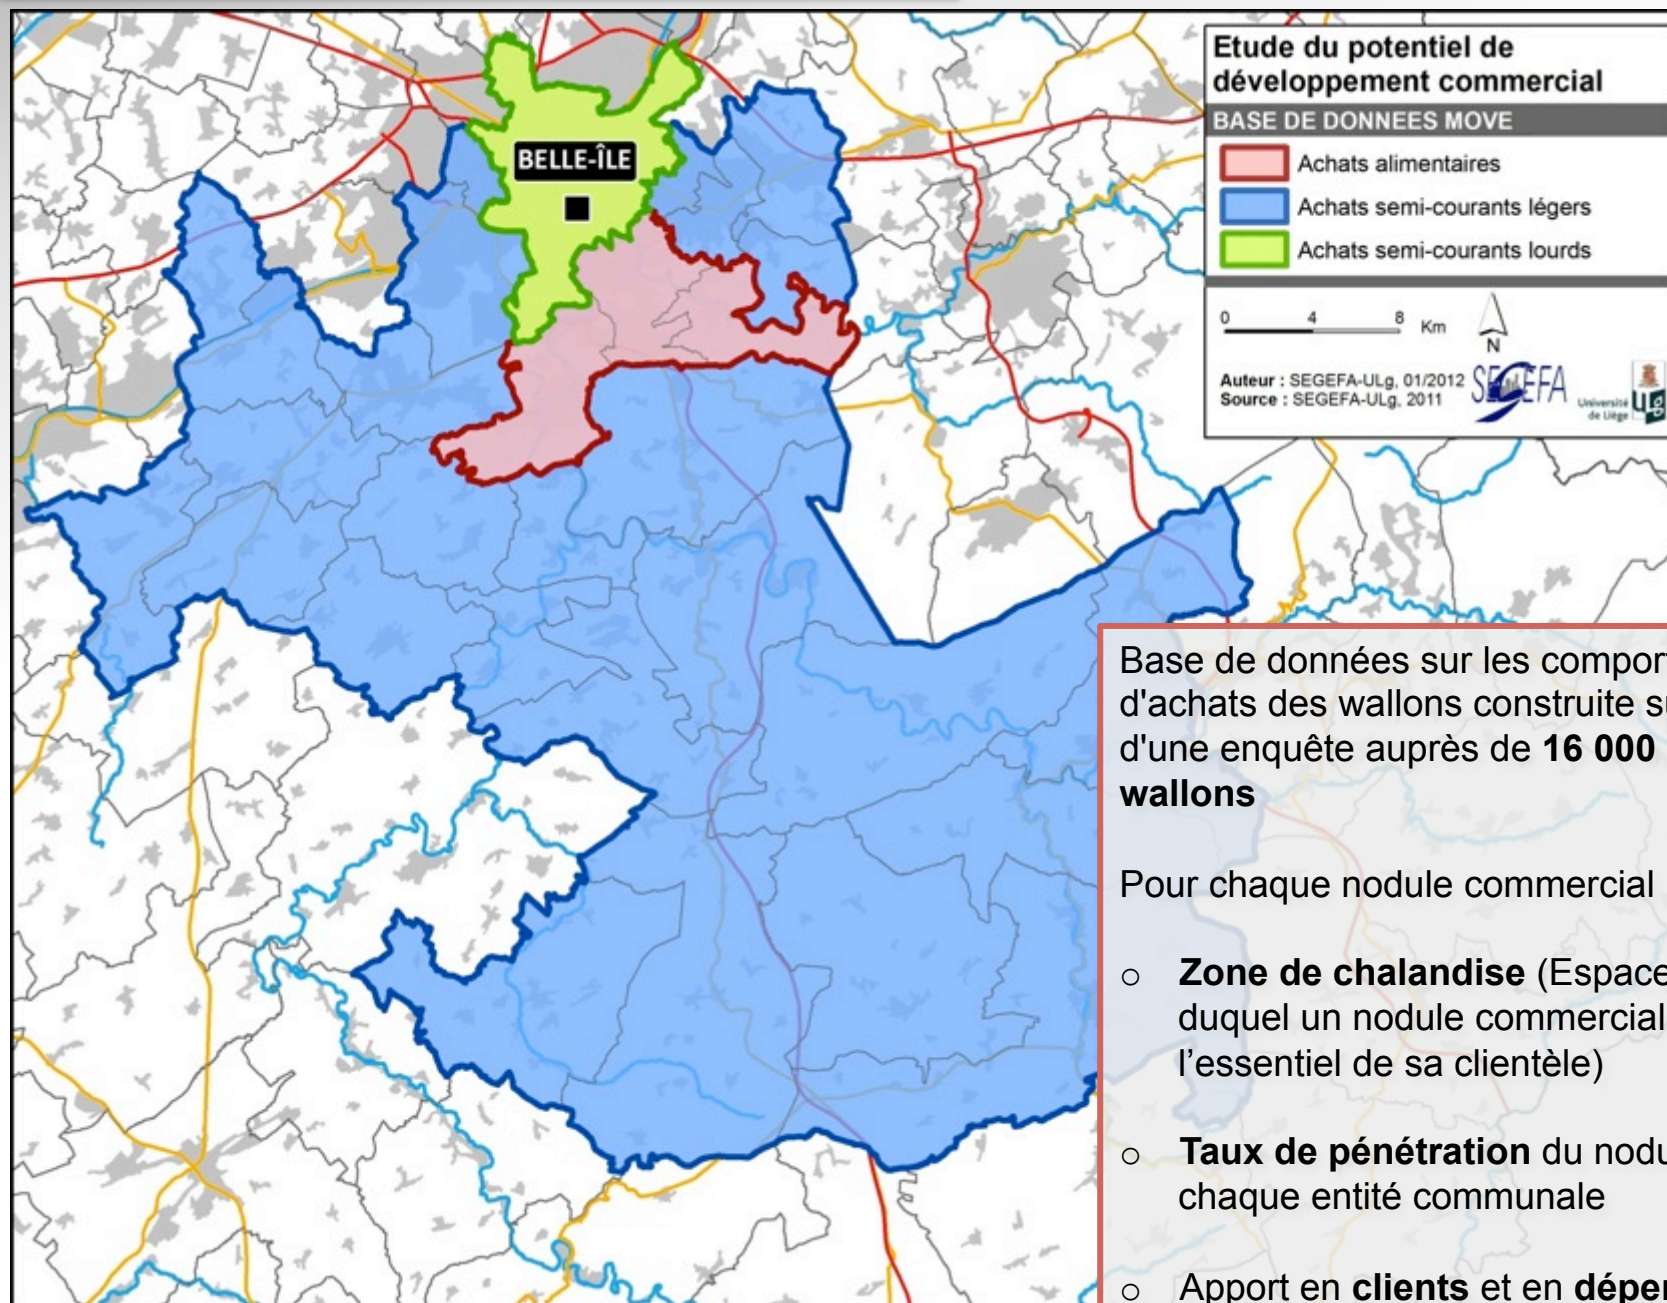 Etude du potentiel de
développement commercial
BASE DE DONNEES MOVE
Achats alimentaires
Achats semi-courants légers
Achats semi-courants lourds
0 4 8 Km
N
Auteur : SEGEFA-ULg, 01/2012
Source : SEGEFA-ULg, 2011
SEGEFA
Université
de Liège
BELLE-ÎLE
Base de données sur les compor
d'achats des wallons construite s
d'une enquête auprès de 16 000
wallons
Pour chaque nodule commercial
o Zone de chalandise (Espace
duquel un nodule commercial
l’essentiel de sa clientèle)
o Taux de pénétration du nodu
chaque entité communale
o Apport en clients et en dépe